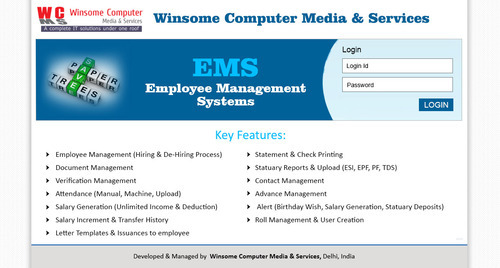 WC Winsome Computer
MS Media & Services
A complete IT solutions under one roof
Winsome Computer Media & Services
SAVE
PAPER
TREES
EMS
Employee Management
Systems
Login
Login Id
Password
LOGIN
Key Features:
Employee Management (Hiring & De-Hiring Process)
Document Management
Verification Management
Attendance (Manual, Machine, Upload)
Salary Generation (Unlimited Income & Deduction)
Salary Increment & Transfer History
Letter Templates & Issuances to employee
Statement & Check Printing
Statuary Reports & Upload (ESI, EPF, PF, TDS)
Contact Management
Advance Management
Alert (Birthday Wish, Salary Generation, Statuary Deposits)
Roll Management & User Creation
Developed & Managed by Winsome Computer Media & Services, Delhi, India